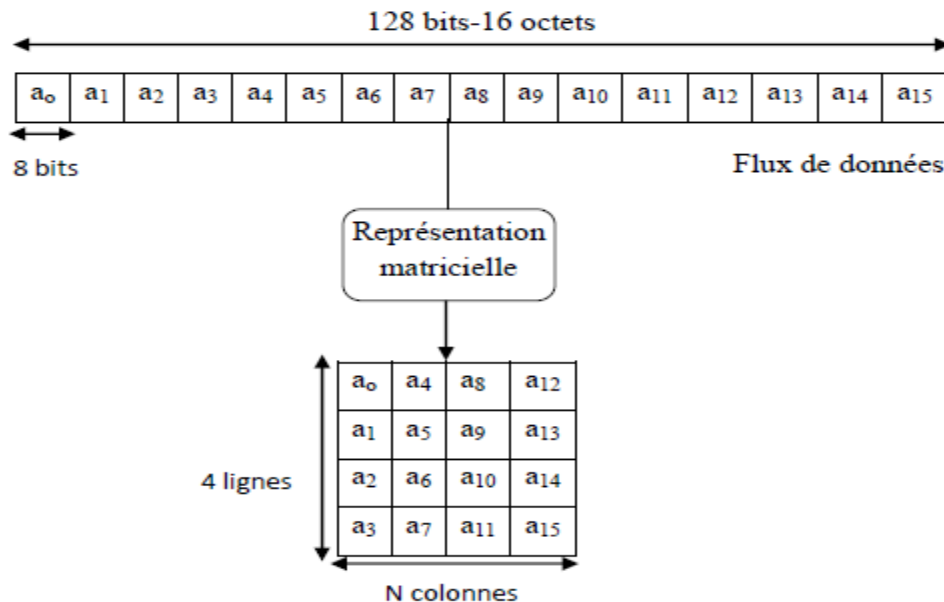 128 bits-16 octets
a₀ a₁ a₂ a₃ a₄ a₅ a₆ a₇ a₈ a₉ a₁₀ a₁₁ a₁₂ a₁₃ a₁₄ a₁₅
8 bits
Flux de données
Représentation
matricielle
a₀ a₄ a₈ a₁₂
a₁ a₅ a₉ a₁₃
4 lignes
a₂ a₆ a₁₀ a₁₄
a₃ a₇ a₁₁ a₁₅
N colonnes